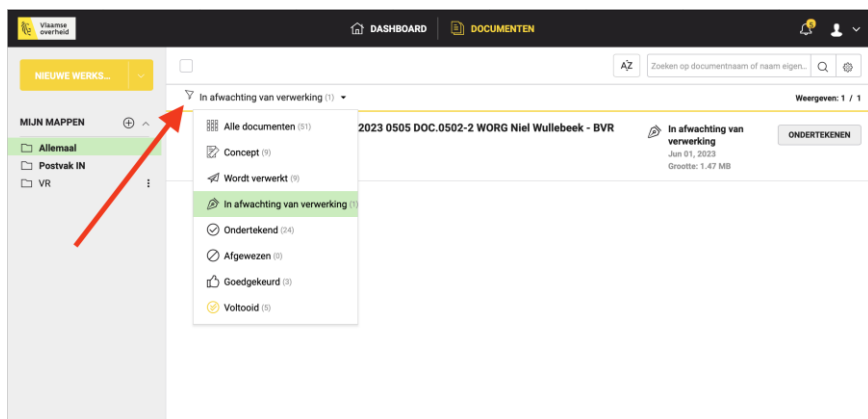 Vlaamse
overheid
DASHBOARD
DOCUMENTEN
6
NIEUWE WERKS...
AZ
Zoeken op documentnaam of naam eigen...
In afwachting van verwerking (1)
Weergeven: 1 / 1
MIJN MAPPEN
Allemaal
Postvak IN
VR
Alle documenten (51)
Concept (9)
Wordt verwerkt (9)
In afwachting van verwerking (1)
Ondertekend (24)
Afgewezen (0)
Goedgekeurd (3)
Voltooid (5)
2023 0505 DOC.0502-2 WORG Niel Wullebeek - BVR
In afwachting van
verwerking
Jun 01, 2023
Grootte: 1.47 MB
ONDERTEKENEN